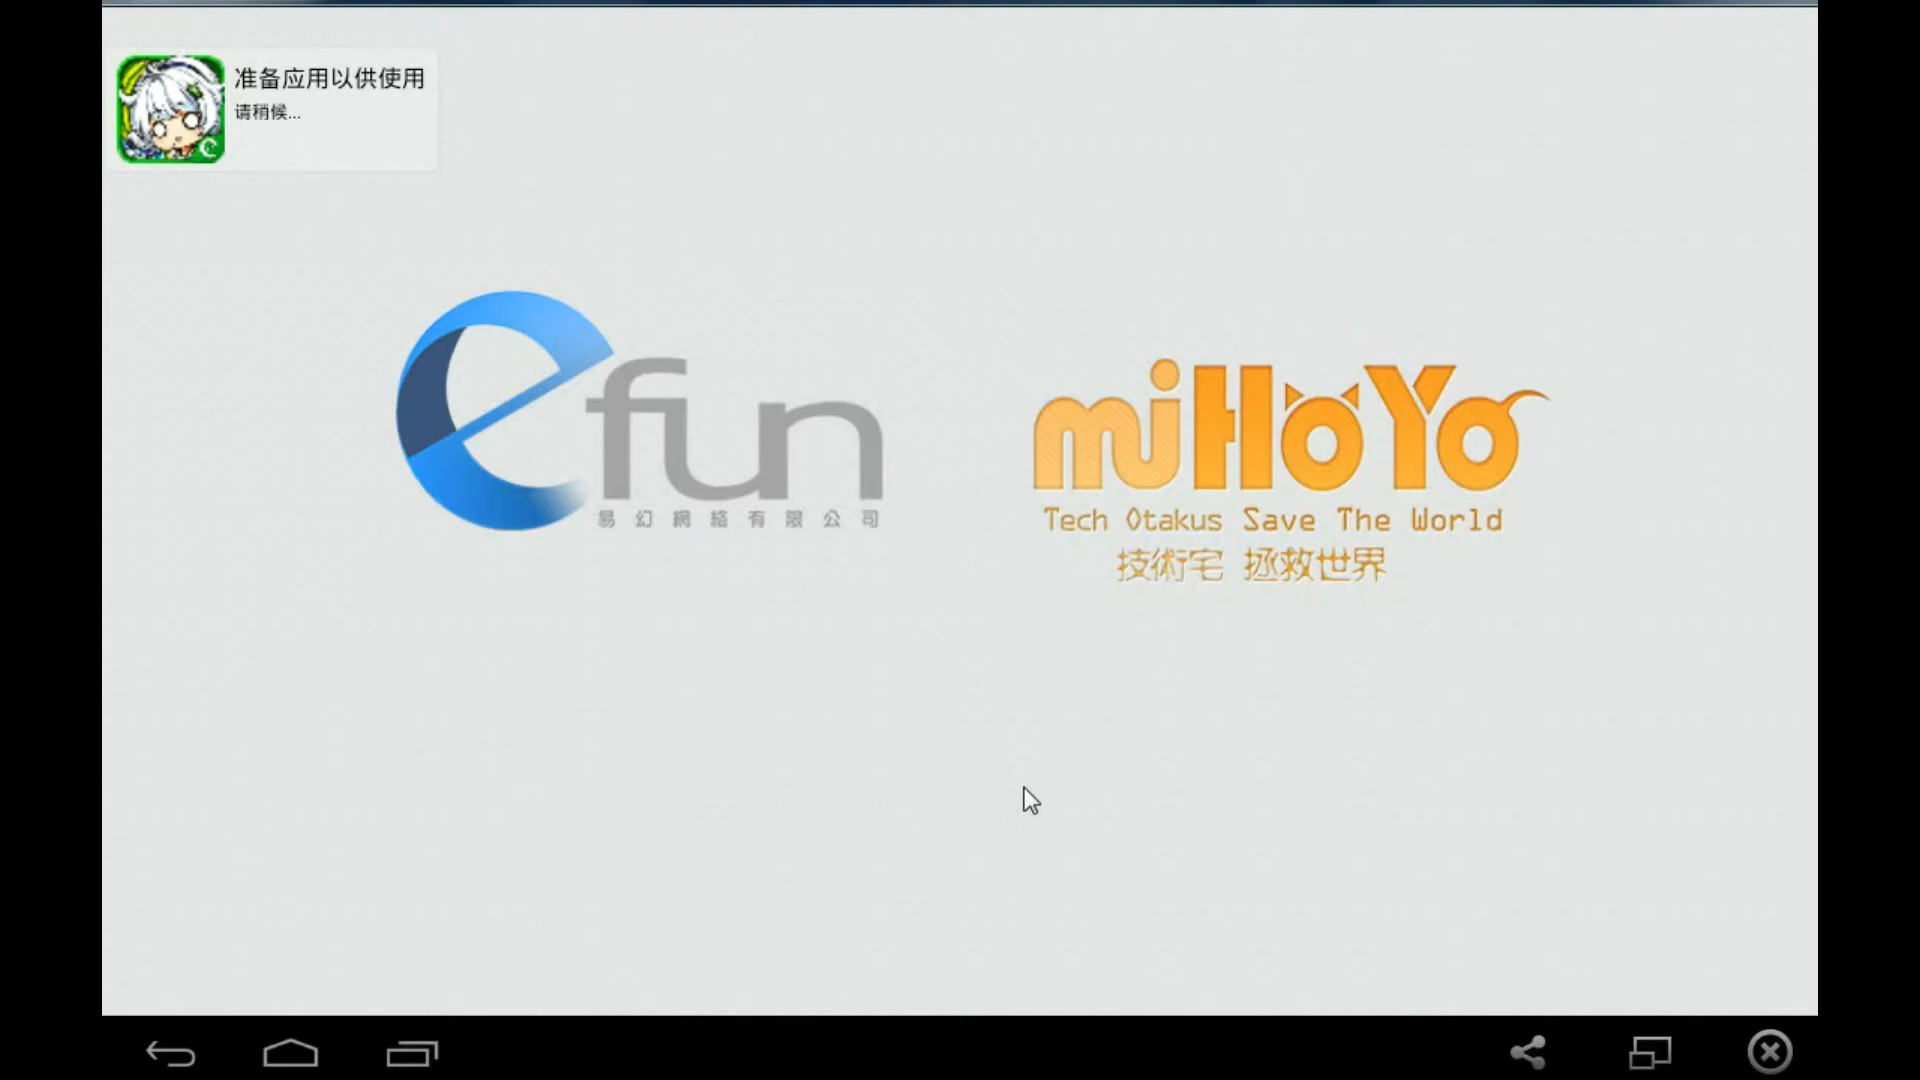 准备应用以供使用
请稍候...
efun
易幻網絡有限公司
miHoYo
Tech Otakus Save The World
技術宅 拯救世界